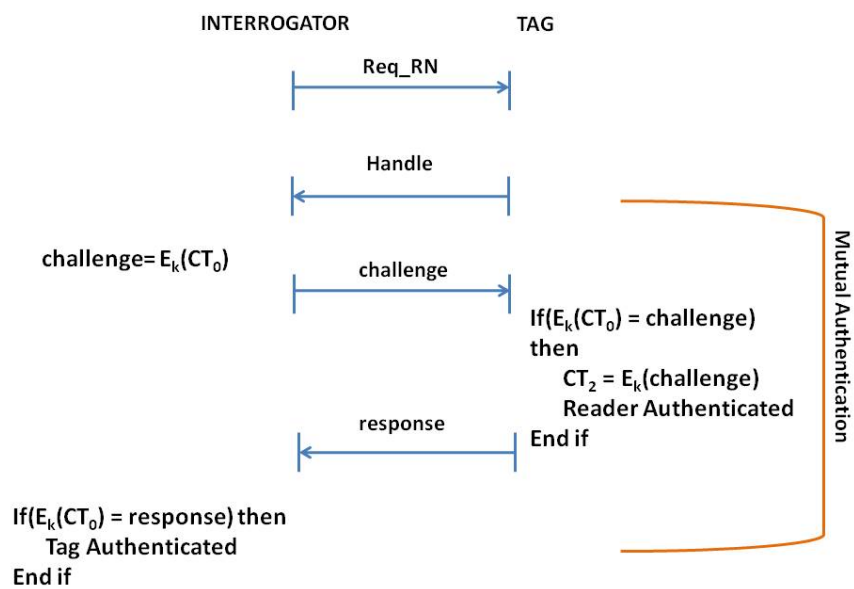 INTERROGATOR TAG
Req_RN
Handle
challenge= Eₖ(CT₀)
challenge
If(Eₖ(CT₀) = challenge)
then
CT₂ = Eₖ(challenge)
Reader Authenticated
End if
response
If(Eₖ(CT₀) = response) then
Tag Authenticated
End if
Mutual Authentication